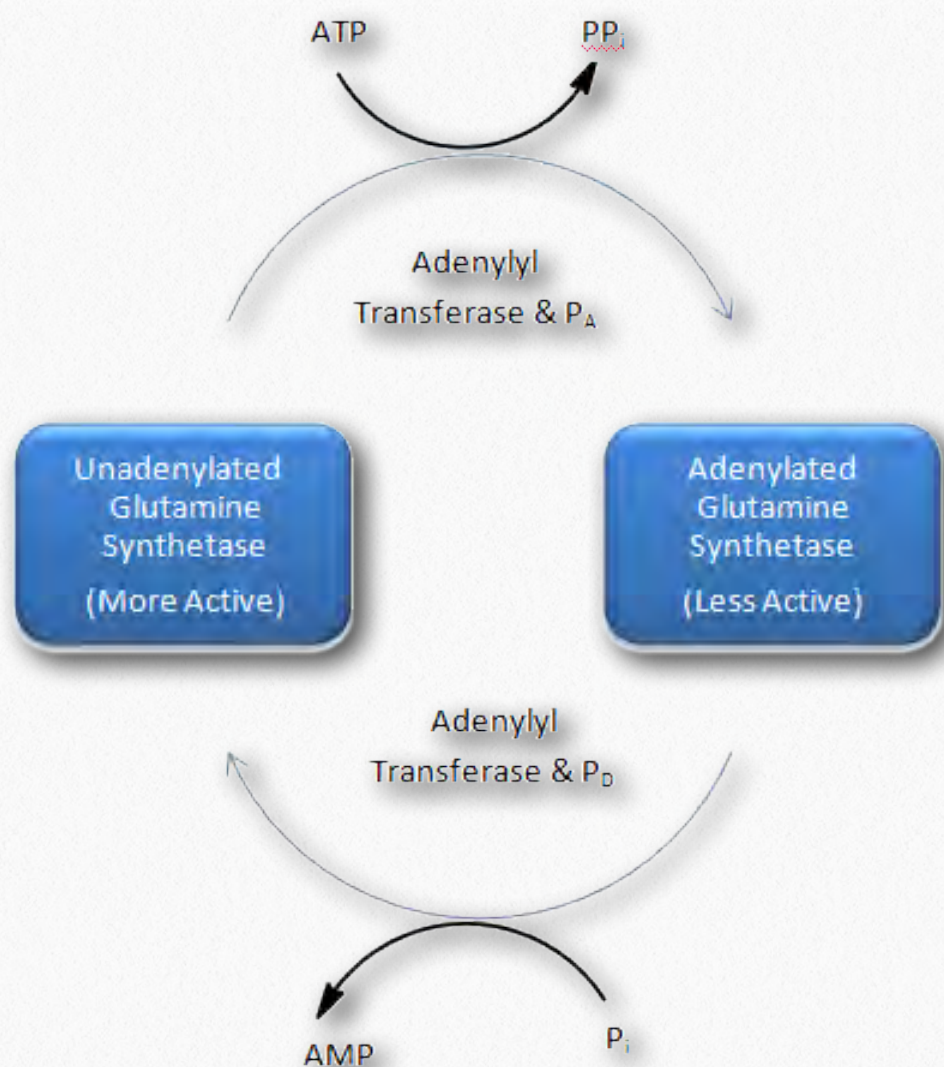 ATP PPi
Adenylyl
Transferase & PA
Unadenylated
Glutamine
Synthetase
(More Active)
Adenylated
Glutamine
Synthetase
(Less Active)
Adenylyl
Transferase & PD
AMP Pi